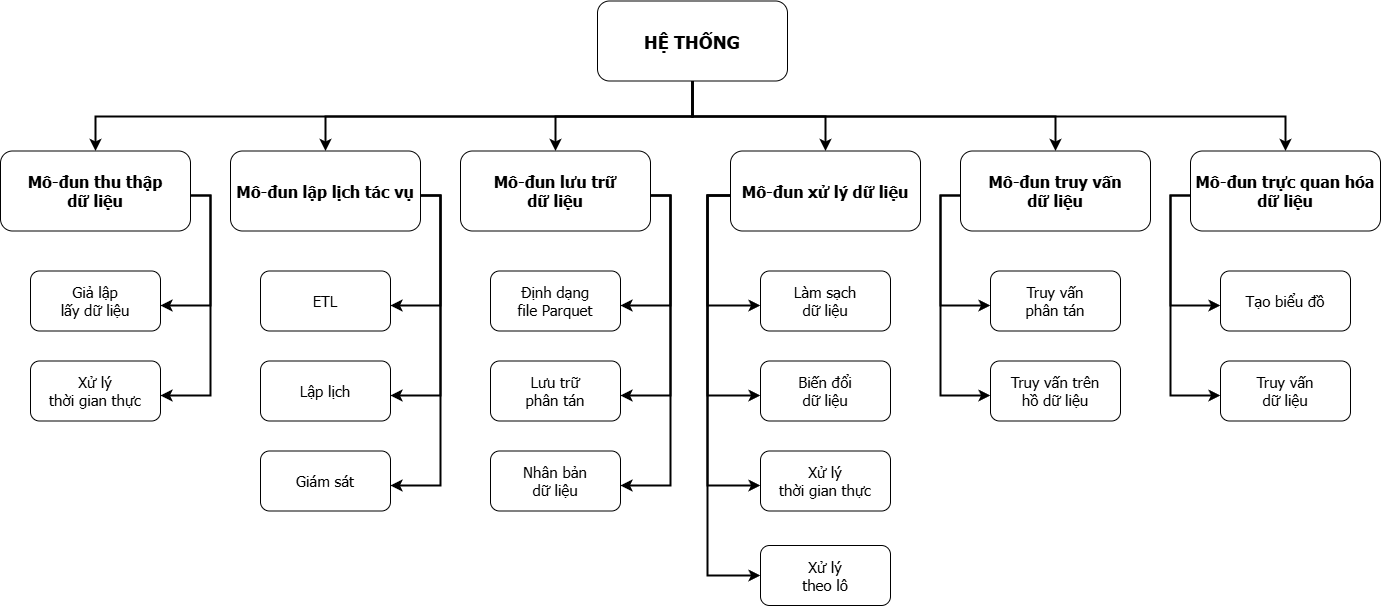 HỆ THỐNG
Mô-đun thu thập
dữ liệu
Mô-đun lập lịch tác vụ
Mô-đun lưu trữ
dữ liệu
Mô-đun xử lý dữ liệu
Mô-đun truy vấn
dữ liệu
Mô-đun trực quan hóa
dữ liệu
Giả lập
lấy dữ liệu
ETL
Định dạng
file Parquet
Làm sạch
dữ liệu
Truy vấn
phân tán
Tạo biểu đồ
Xử lý
thời gian thực
Lập lịch
Lưu trữ
phân tán
Biến đổi
dữ liệu
Truy vấn trên
hồ dữ liệu
Truy vấn
dữ liệu
Giám sát
Nhân bản
dữ liệu
Xử lý
thời gian thực
Xử lý
theo lô